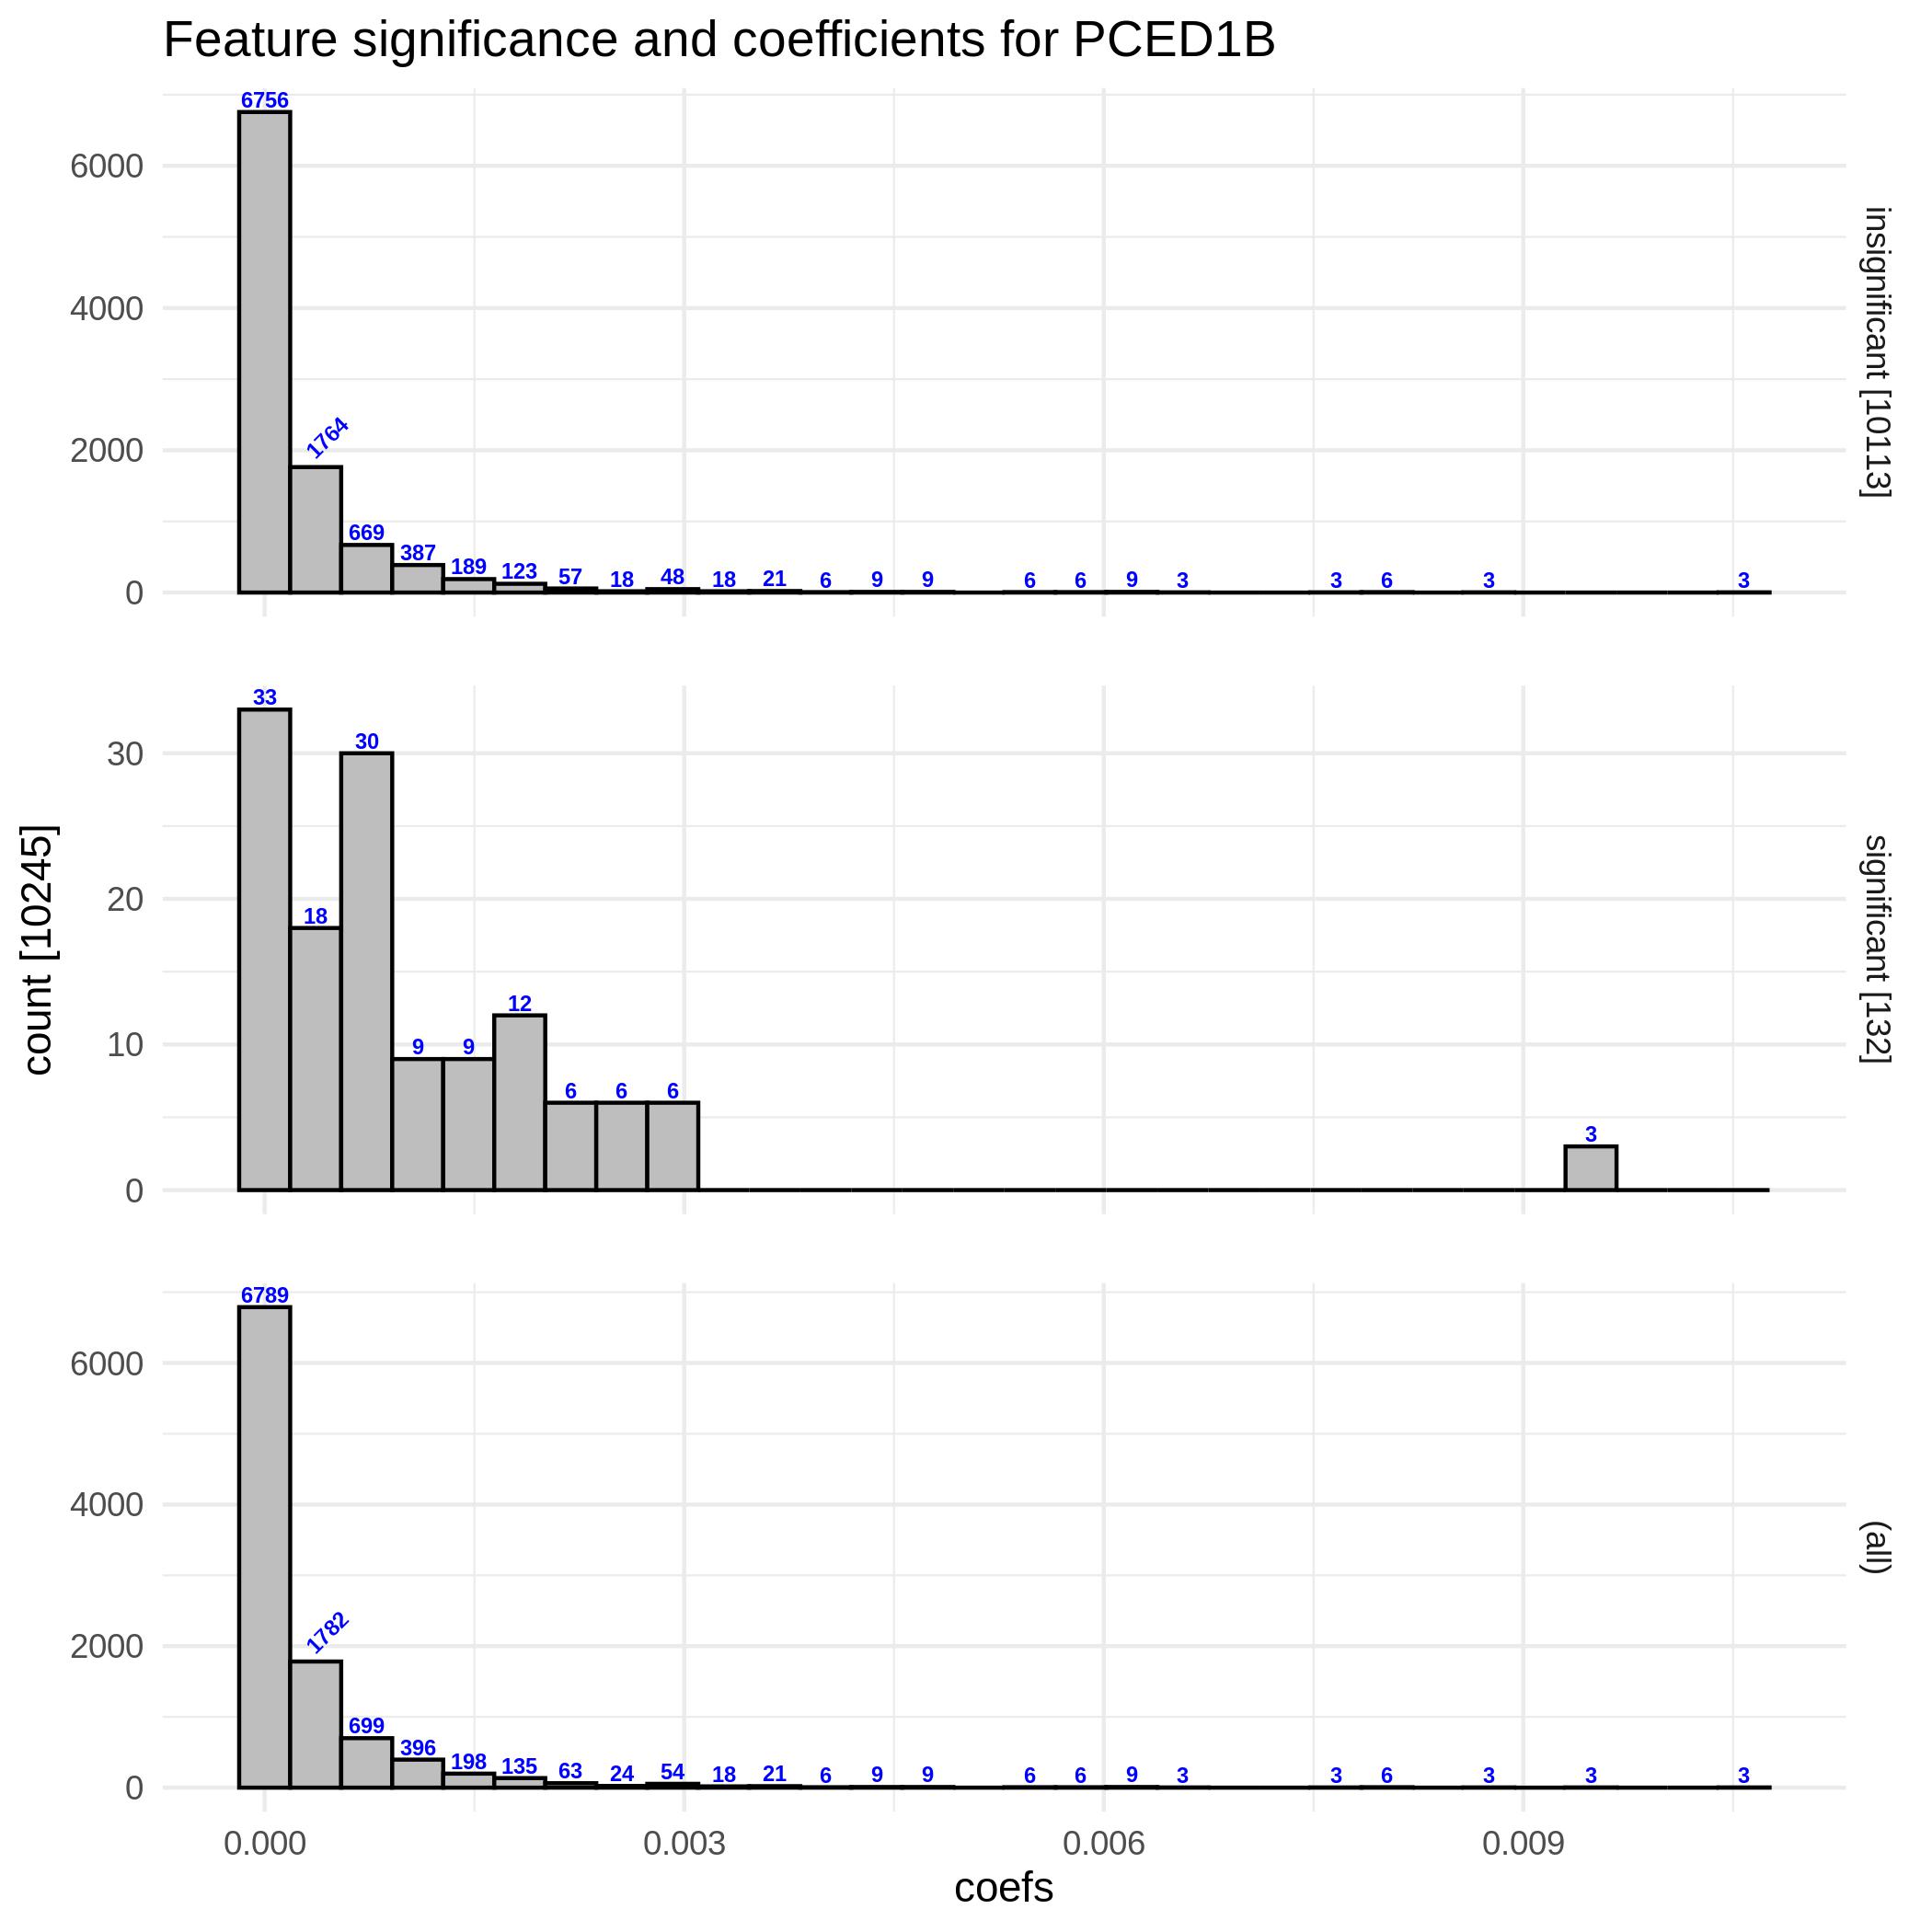 Feature significance and coefficients for PCED1B
6756
6000
4000
2000
0
1764
669 387 189 123 57 18 48 18 21 6 9 9 6 6 9 3 3 6 3 3
insignificant [10113]
count [10245]
33
30
20
10
0
18
30
9 9 12 6 6 6 3
significant [132]
6789
6000
4000
2000
0
1782
699 396 198 135 63 24 54 18 21 6 9 9 6 6 9 3 3 6 3 3 3
(all)
0.000 0.003 0.006 0.009
coefs